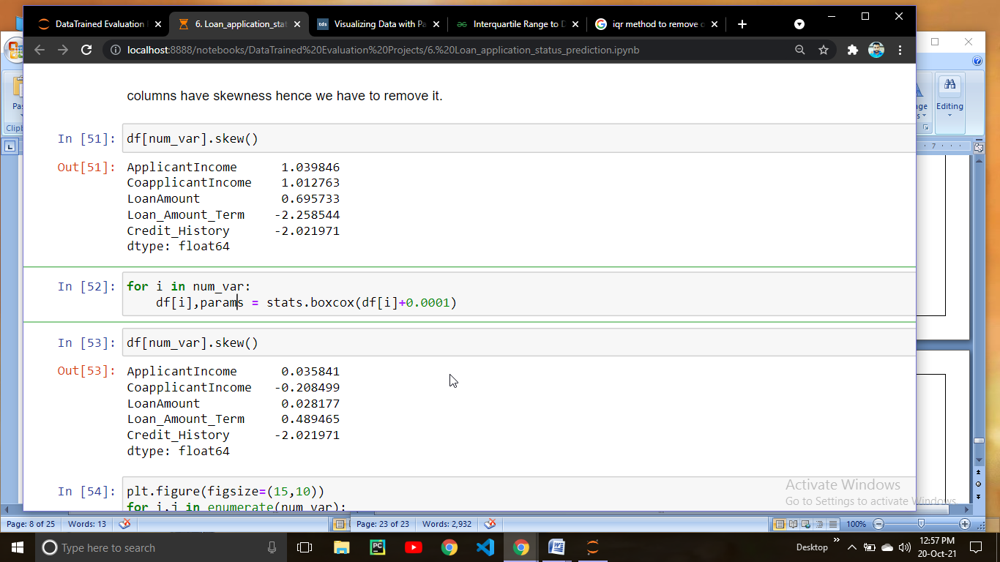 DataTrained Evaluation
6. Loan_application_stat
tds Visualizing Data with Pa
Interquartile Range to D
iqr method to remove o
localhost:8888/notebooks/DataTrained%20Evaluation%20Projects/6.%20Loan_application_status_prediction.ipynb
Pas
Clipb
Editing
columns have skewness hence we have to remove it.
In [51]: df[num_var].skew()
Out[51]: ApplicantIncome 1.039846
CoapplicantIncome 1.012763
LoanAmount 0.695733
Loan_Amount_Term -2.258544
Credit_History -2.021971
dtype: float64
In [52]: for i in num_var:
df[i],params = stats.boxcox(df[i]+0.0001)
In [53]: df[num_var].skew()
Out[53]: ApplicantIncome 0.035841
CoapplicantIncome -0.208499
LoanAmount 0.028177
Loan_Amount_Term 0.489465
Credit_History -2.021971
dtype: float64
In [54]: plt.figure(figsize=(15,10))
for i,j in enumerate(num_var):
Activate Windows
Go to Settings to activate Windows.
Page: 8 of 25 Words: 13 Page: 23 of 23 Words: 2,932 100%
Type here to search
Desktop
12:57 PM
20-Oct-21